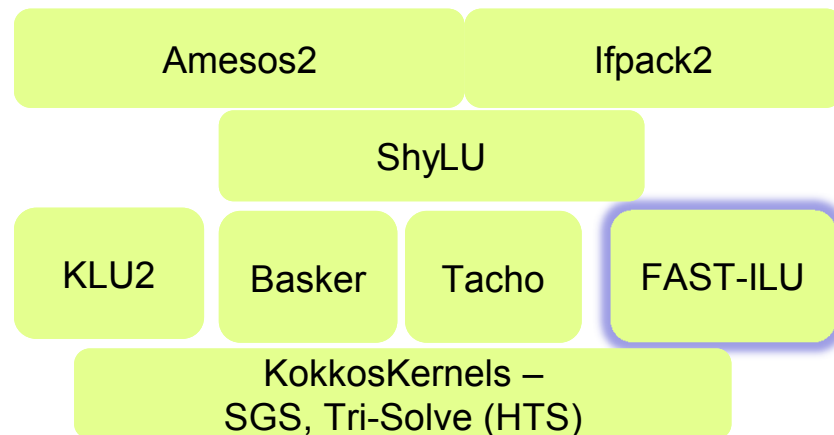 Amesos2
Ifpack2
ShyLU
KLU2
Basker
Tacho
FAST-ILU
KokkosKernels –
SGS, Tri-Solve (HTS)